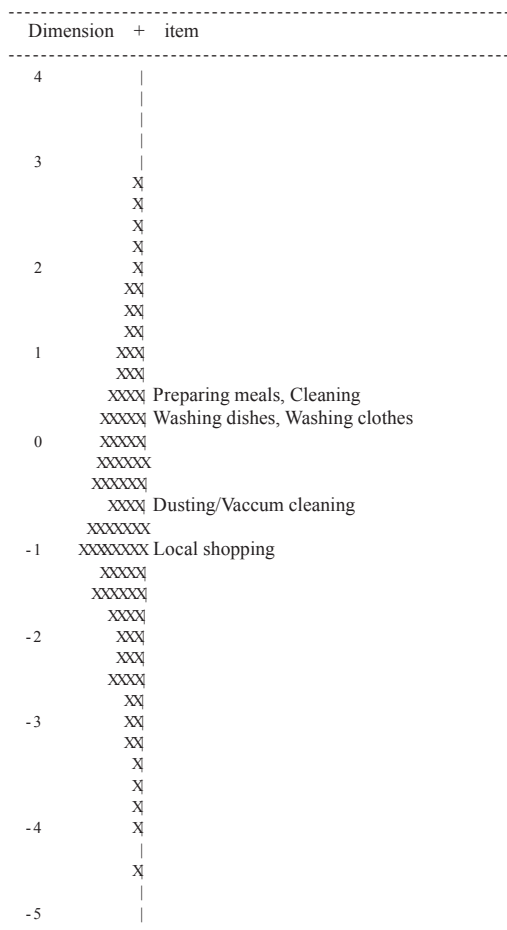 Dimension + item
4 |
|
|
|
3 |
X|
X|
X|
X|
2 X|
XX|
XX|
XX|
1 XXX|
XXX|
XXXX| Preparing meals, Cleaning
XXXXX| Washing dishes, Washing clothes
0 XXXXX|
XXXXXX
XXXXXX|
XXXX| Dusting/Vaccum cleaning
XXXXXXX
-1 XXXXXXXX Local shopping
XXXXX|
XXXXXX|
XXXX|
-2 XXX|
XXX|
XXXX|
XX|
-3 XX|
XX|
X|
X|
X|
-4 X|
|
X|
|
-5 |